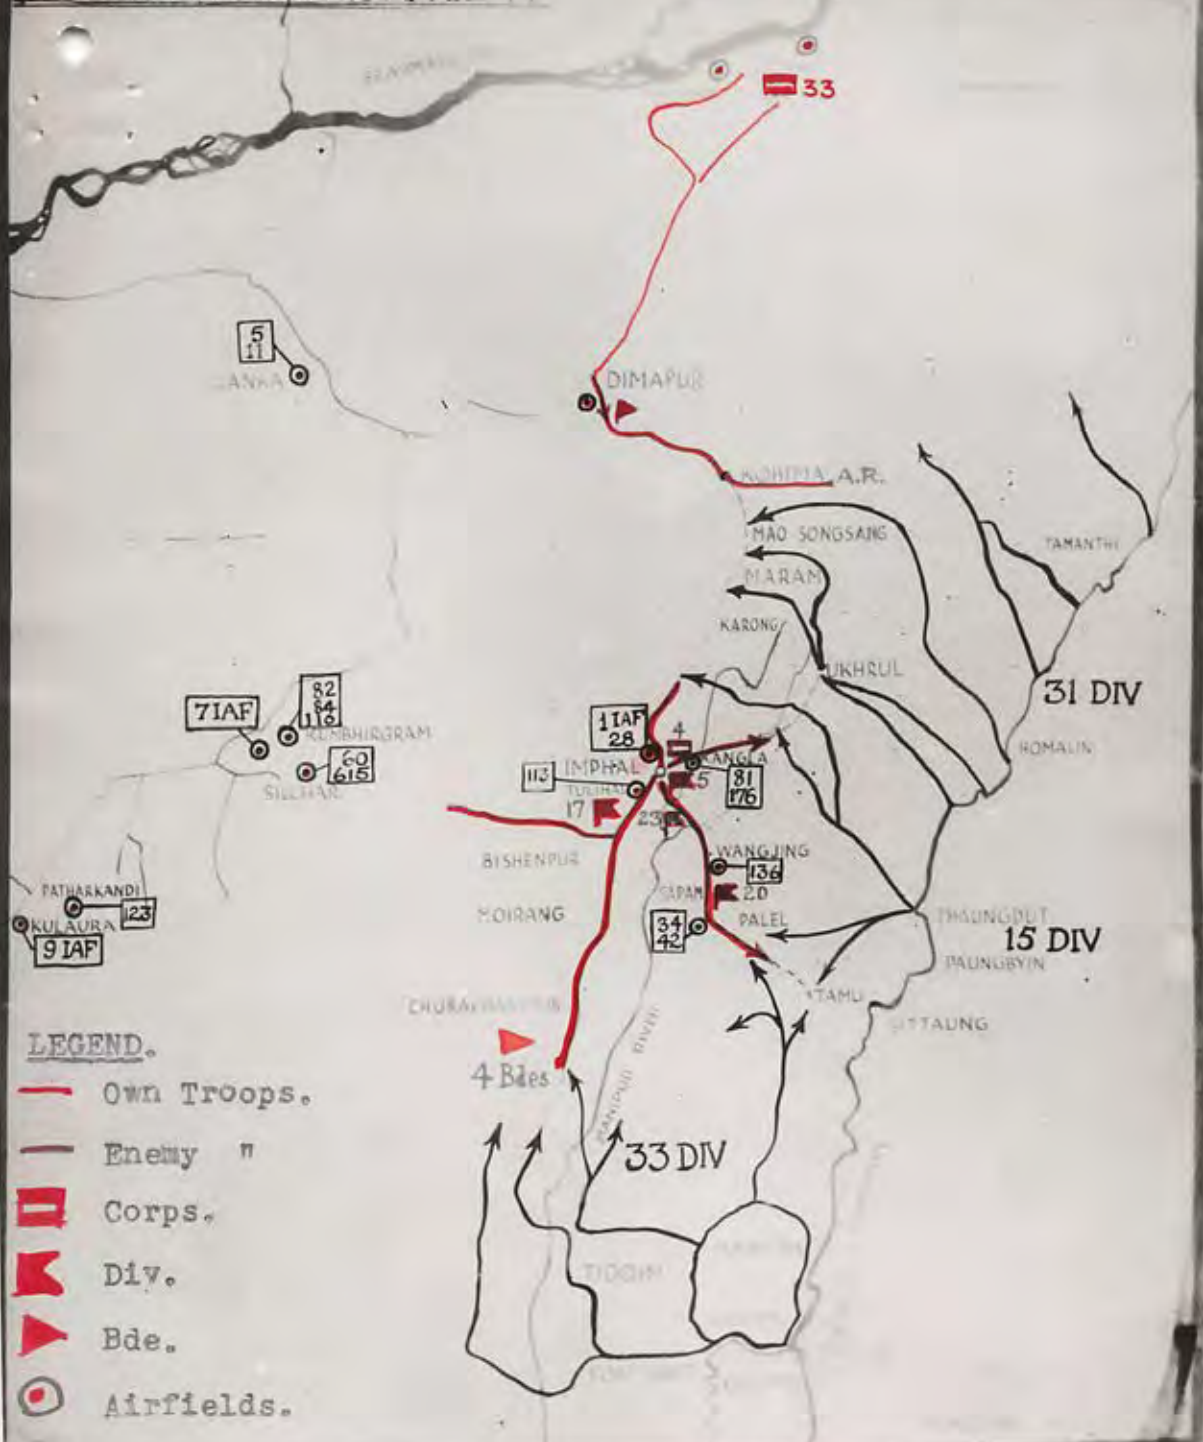 33
5
11
DIMAPUR
KOHIMA A.R.
MAO SONGSANG
TAMANTHI
MARAM
KARONG
UKHRUL
31 DIV
HOMALIN
7 IAF
82
84
110
KUMBHIRGRAM
60
615
SILCHAR
1 IAF
28
4
IMPHAL
KANGLA
113
TULIHAL
5
81
176
17
23
BISHENPUR
WANGJING
136
PATHARKANDI
123
KULAURA
9 IAF
MOIRANG
SAPAM
20
PALEL
34
42
THAUNGDUT
15 DIV
PAUNGBYIN
TAMU
SITTAUNG
MANIPUR RIVER
4 Bdes
33 DIV
TIDDIM
LEGEND.
Own Troops.
Enemy "
Corps.
Div.
Bde.
Airfields.